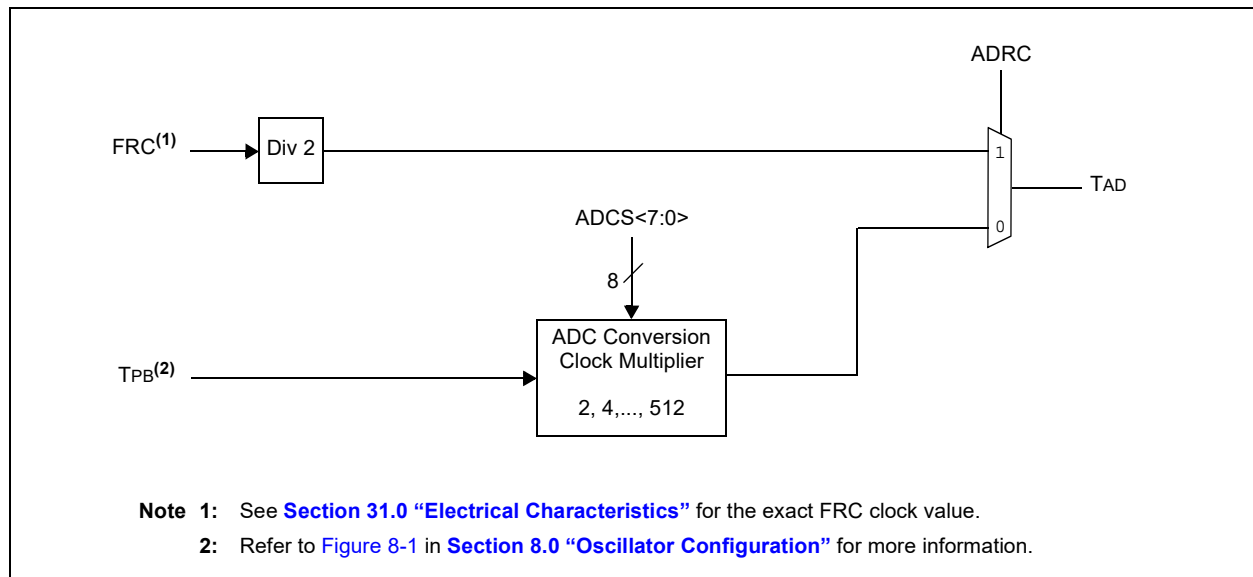 ADRC
FRC(1)
Div 2
1
TAD
ADCS<7:0>
0
8
ADC Conversion
Clock Multiplier
TPB(2)
2, 4,..., 512
Note 1: See Section 31.0 “Electrical Characteristics” for the exact FRC clock value.
2: Refer to Figure 8-1 in Section 8.0 “Oscillator Configuration” for more information.